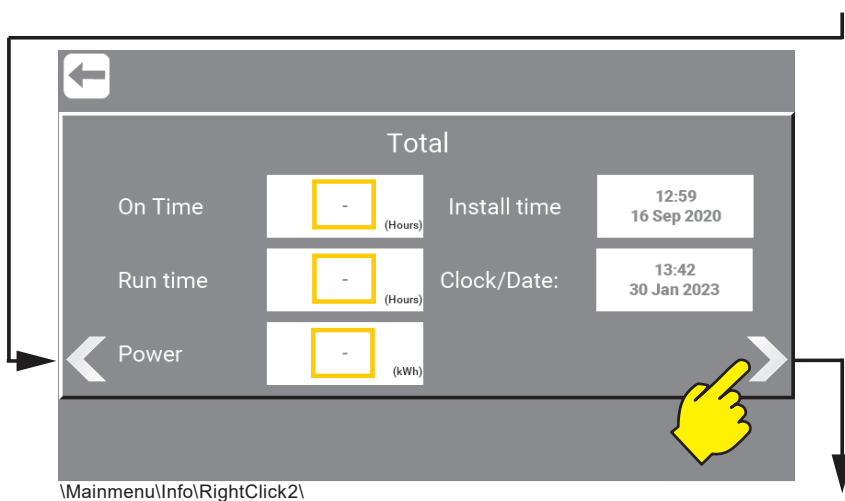 Total
On Time
-
(Hours)
Install time
12:59
16 Sep 2020
Run time
-
(Hours)
Clock/Date:
13:42
30 Jan 2023
Power
-
(kWh)
\Mainmenu\Info\RightClick2\